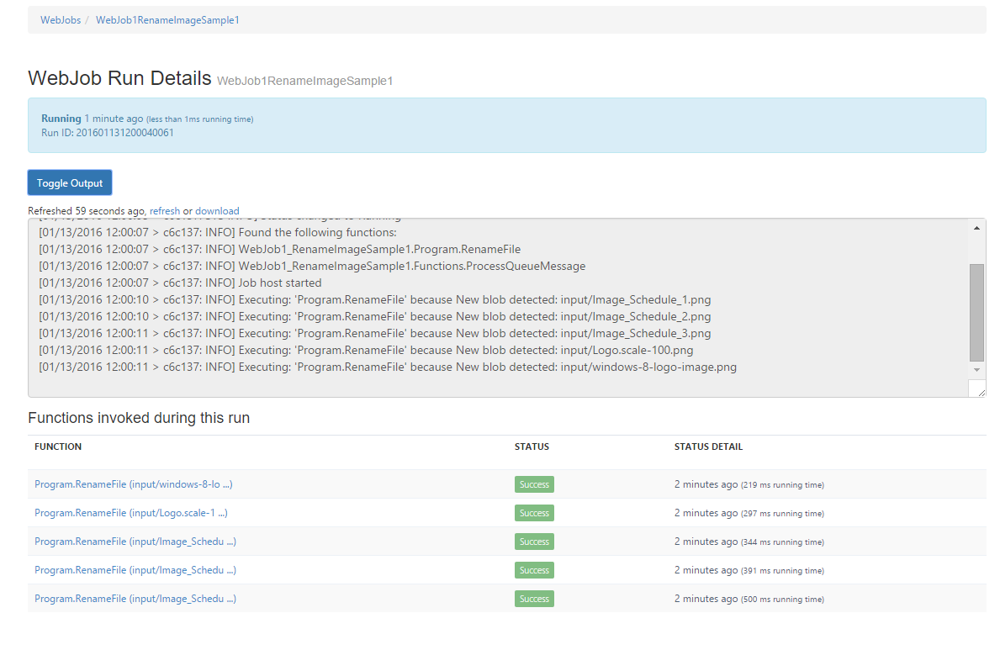 WebJobs / WebJob1RenameImageSample1
WebJob Run Details WebJob1RenameImageSample1
Running 1 minute ago (less than 1ms running time)
Run ID: 201601131200040061
Toggle Output
Refreshed 59 seconds ago, refresh or download
[01/13/2016 12:00:07 > c6c137: INFO] Found the following functions:
[01/13/2016 12:00:07 > c6c137: INFO] WebJob1_RenameImageSample1.Program.RenameFile
[01/13/2016 12:00:07 > c6c137: INFO] WebJob1_RenameImageSample1.Functions.ProcessQueueMessage
[01/13/2016 12:00:07 > c6c137: INFO] Job host started
[01/13/2016 12:00:10 > c6c137: INFO] Executing: 'Program.RenameFile' because New blob detected: input/Image_Schedule_1.png
[01/13/2016 12:00:10 > c6c137: INFO] Executing: 'Program.RenameFile' because New blob detected: input/Image_Schedule_2.png
[01/13/2016 12:00:11 > c6c137: INFO] Executing: 'Program.RenameFile' because New blob detected: input/Image_Schedule_3.png
[01/13/2016 12:00:11 > c6c137: INFO] Executing: 'Program.RenameFile' because New blob detected: input/Logo.scale-100.png
[01/13/2016 12:00:11 > c6c137: INFO] Executing: 'Program.RenameFile' because New blob detected: input/windows-8-logo-image.png
Functions invoked during this run
FUNCTION STATUS STATUS DETAIL
Program.RenameFile (input/windows-8-lo ...) Success 2 minutes ago (219 ms running time)
Program.RenameFile (input/Logo.scale-1 ...) Success 2 minutes ago (297 ms running time)
Program.RenameFile (input/Image_Schedu ...) Success 2 minutes ago (344 ms running time)
Program.RenameFile (input/Image_Schedu ...) Success 2 minutes ago (391 ms running time)
Program.RenameFile (input/Image_Schedu ...) Success 2 minutes ago (500 ms running time)